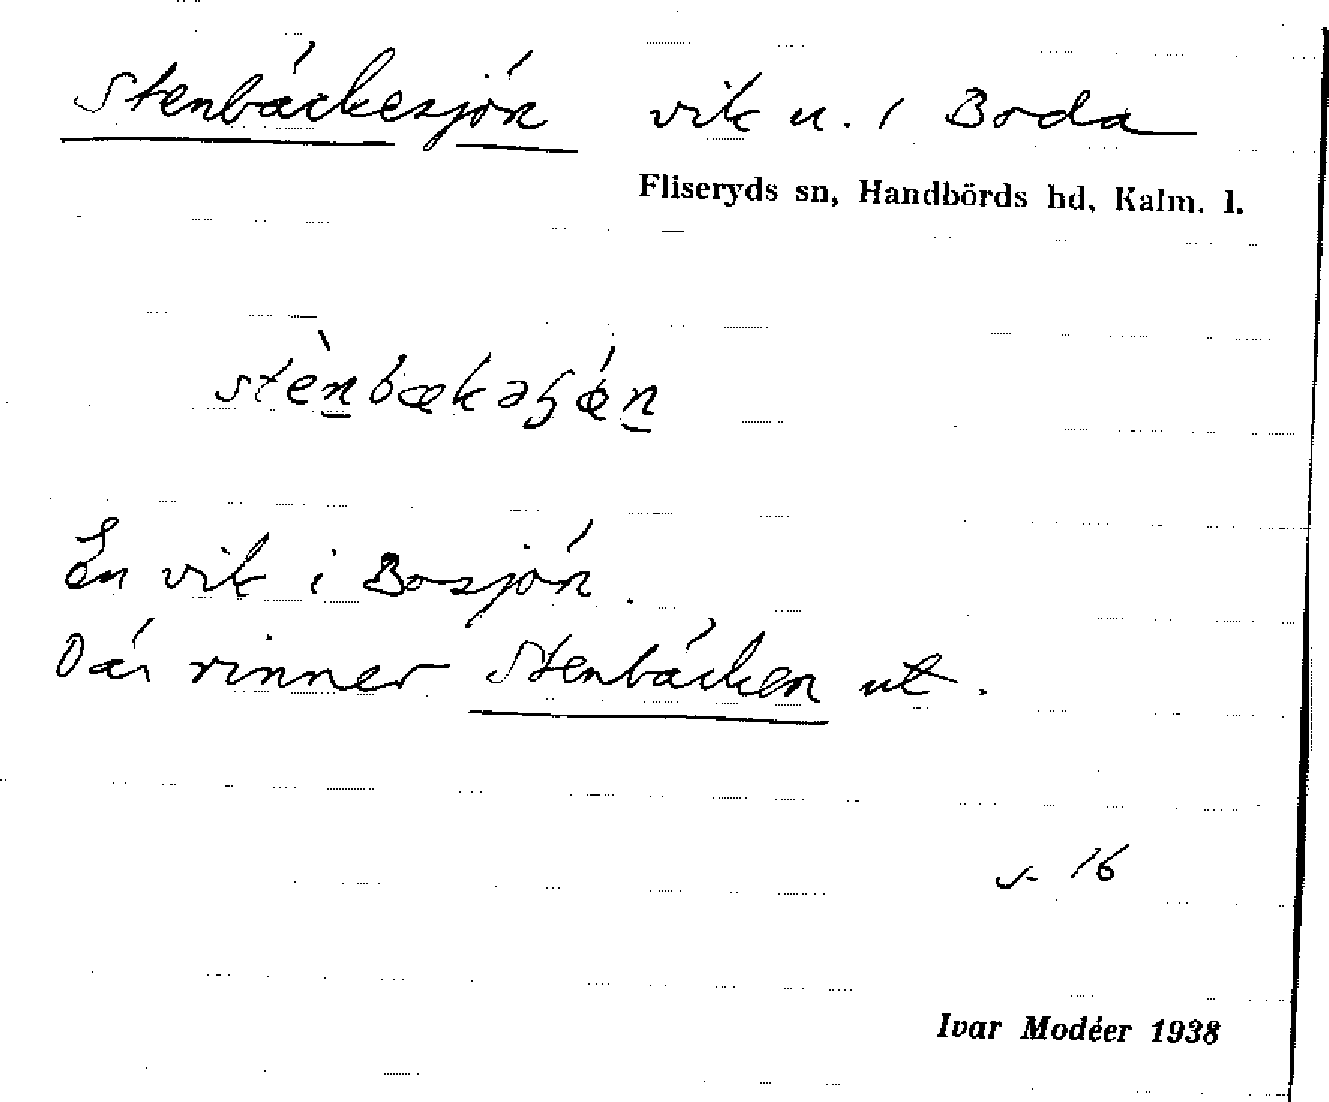 Stenbäckesjön vik u. / Boda
Fliseryds sn, Handbörds hd, Kalm. l.
stènbækəɧǿn
En vik i Bosjön.
Där rinner Stenbäcken ut.
s. 16
Ivar Modéer 1938